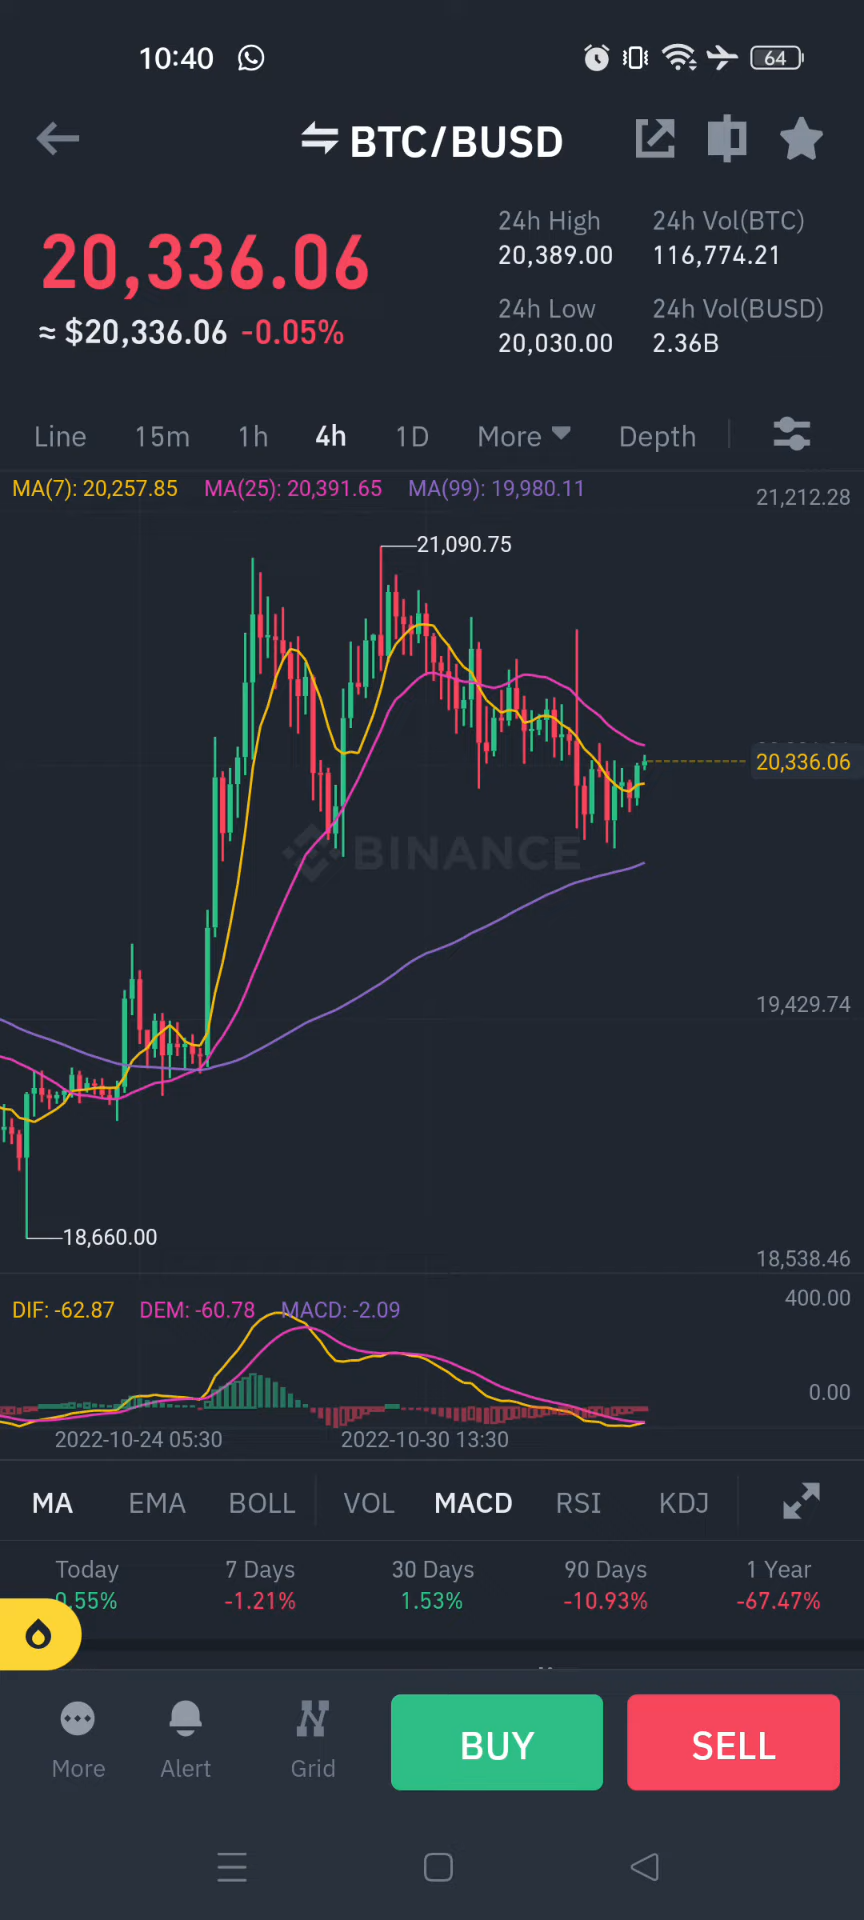 10:40
64
BTC/BUSD
20,336.06
≈ $20,336.06 -0.05%
24h High
20,389.00
24h Vol(BTC)
116,774.21
24h Low
20,030.00
24h Vol(BUSD)
2.36B
Line 15m 1h 4h 1D More Depth
MA(7): 20,257.85 MA(25): 20,391.65 MA(99): 19,980.11
21,212.28
21,090.75
20,336.06
BINANCE
19,429.74
18,660.00
18,538.46
DIF: -62.87 DEM: -60.78 MACD: -2.09
400.00
0.00
2022-10-24 05:30 2022-10-30 13:30
MA EMA BOLL VOL MACD RSI KDJ
Today 7 Days 30 Days 90 Days 1 Year
0.55% -1.21% 1.53% -10.93% -67.47%
More Alert Grid BUY SELL